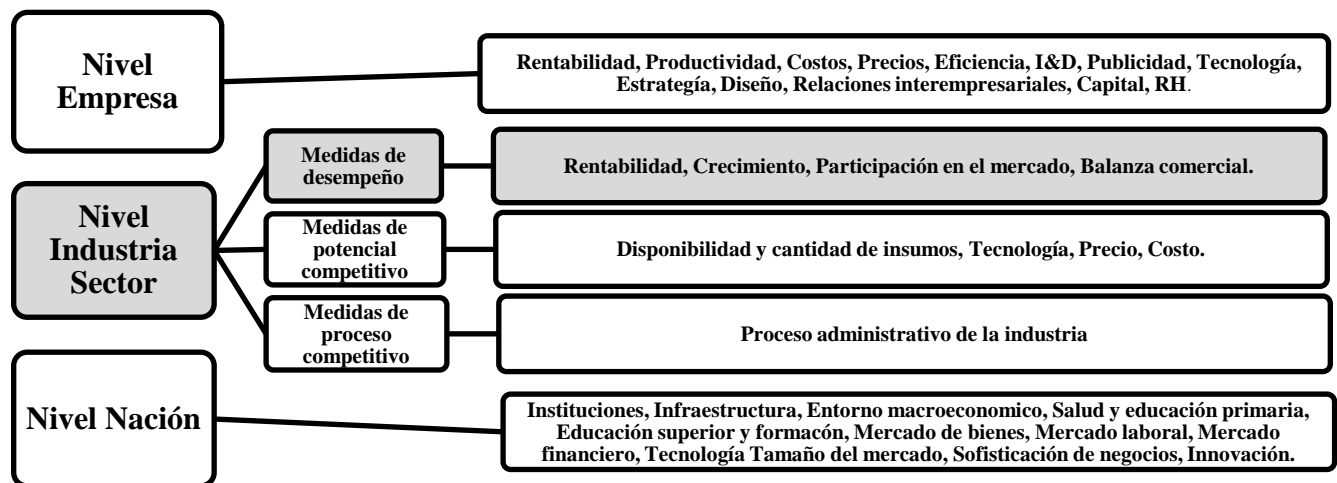 Nivel
Empresa
Rentabilidad, Productividad, Costos, Precios, Eficiencia, I&D, Publicidad, Tecnología,
Estrategía, Diseño, Relaciones interempresariales, Capital, RH.
Nivel
Industria
Sector
Medidas de
desempeño
Rentabilidad, Crecimiento, Participación en el mercado, Balanza comercial.
Medidas de
potencial
competitivo
Disponibilidad y cantidad de insumos, Tecnología, Precio, Costo.
Medidas de
proceso
competitivo
Proceso administrativo de la industria
Nivel Nación
Instituciones, Infraestructura, Entorno macroeconomico, Salud y educación primaria,
Educación superior y formacón, Mercado de bienes, Mercado laboral, Mercado
financiero, Tecnología Tamaño del mercado, Sofisticación de negocios, Innovación.